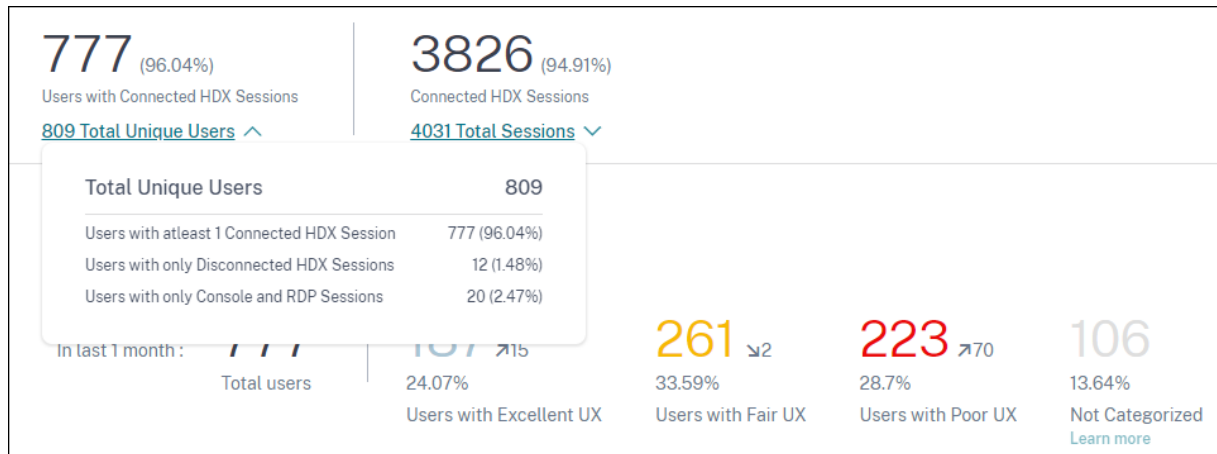 777 (96.04%)
Users with Connected HDX Sessions
809 Total Unique Users
3826 (94.91%)
Connected HDX Sessions
4031 Total Sessions
Total Unique Users 809
Users with atleast 1 Connected HDX Session 777 (96.04%)
Users with only Disconnected HDX Sessions 12 (1.48%)
Users with only Console and RDP Sessions 20 (2.47%)
In last 1 month : 777
Total users
187 15
24.07%
Users with Excellent UX
261 2
33.59%
Users with Fair UX
223 70
28.7%
Users with Poor UX
106
13.64%
Not Categorized
Learn more